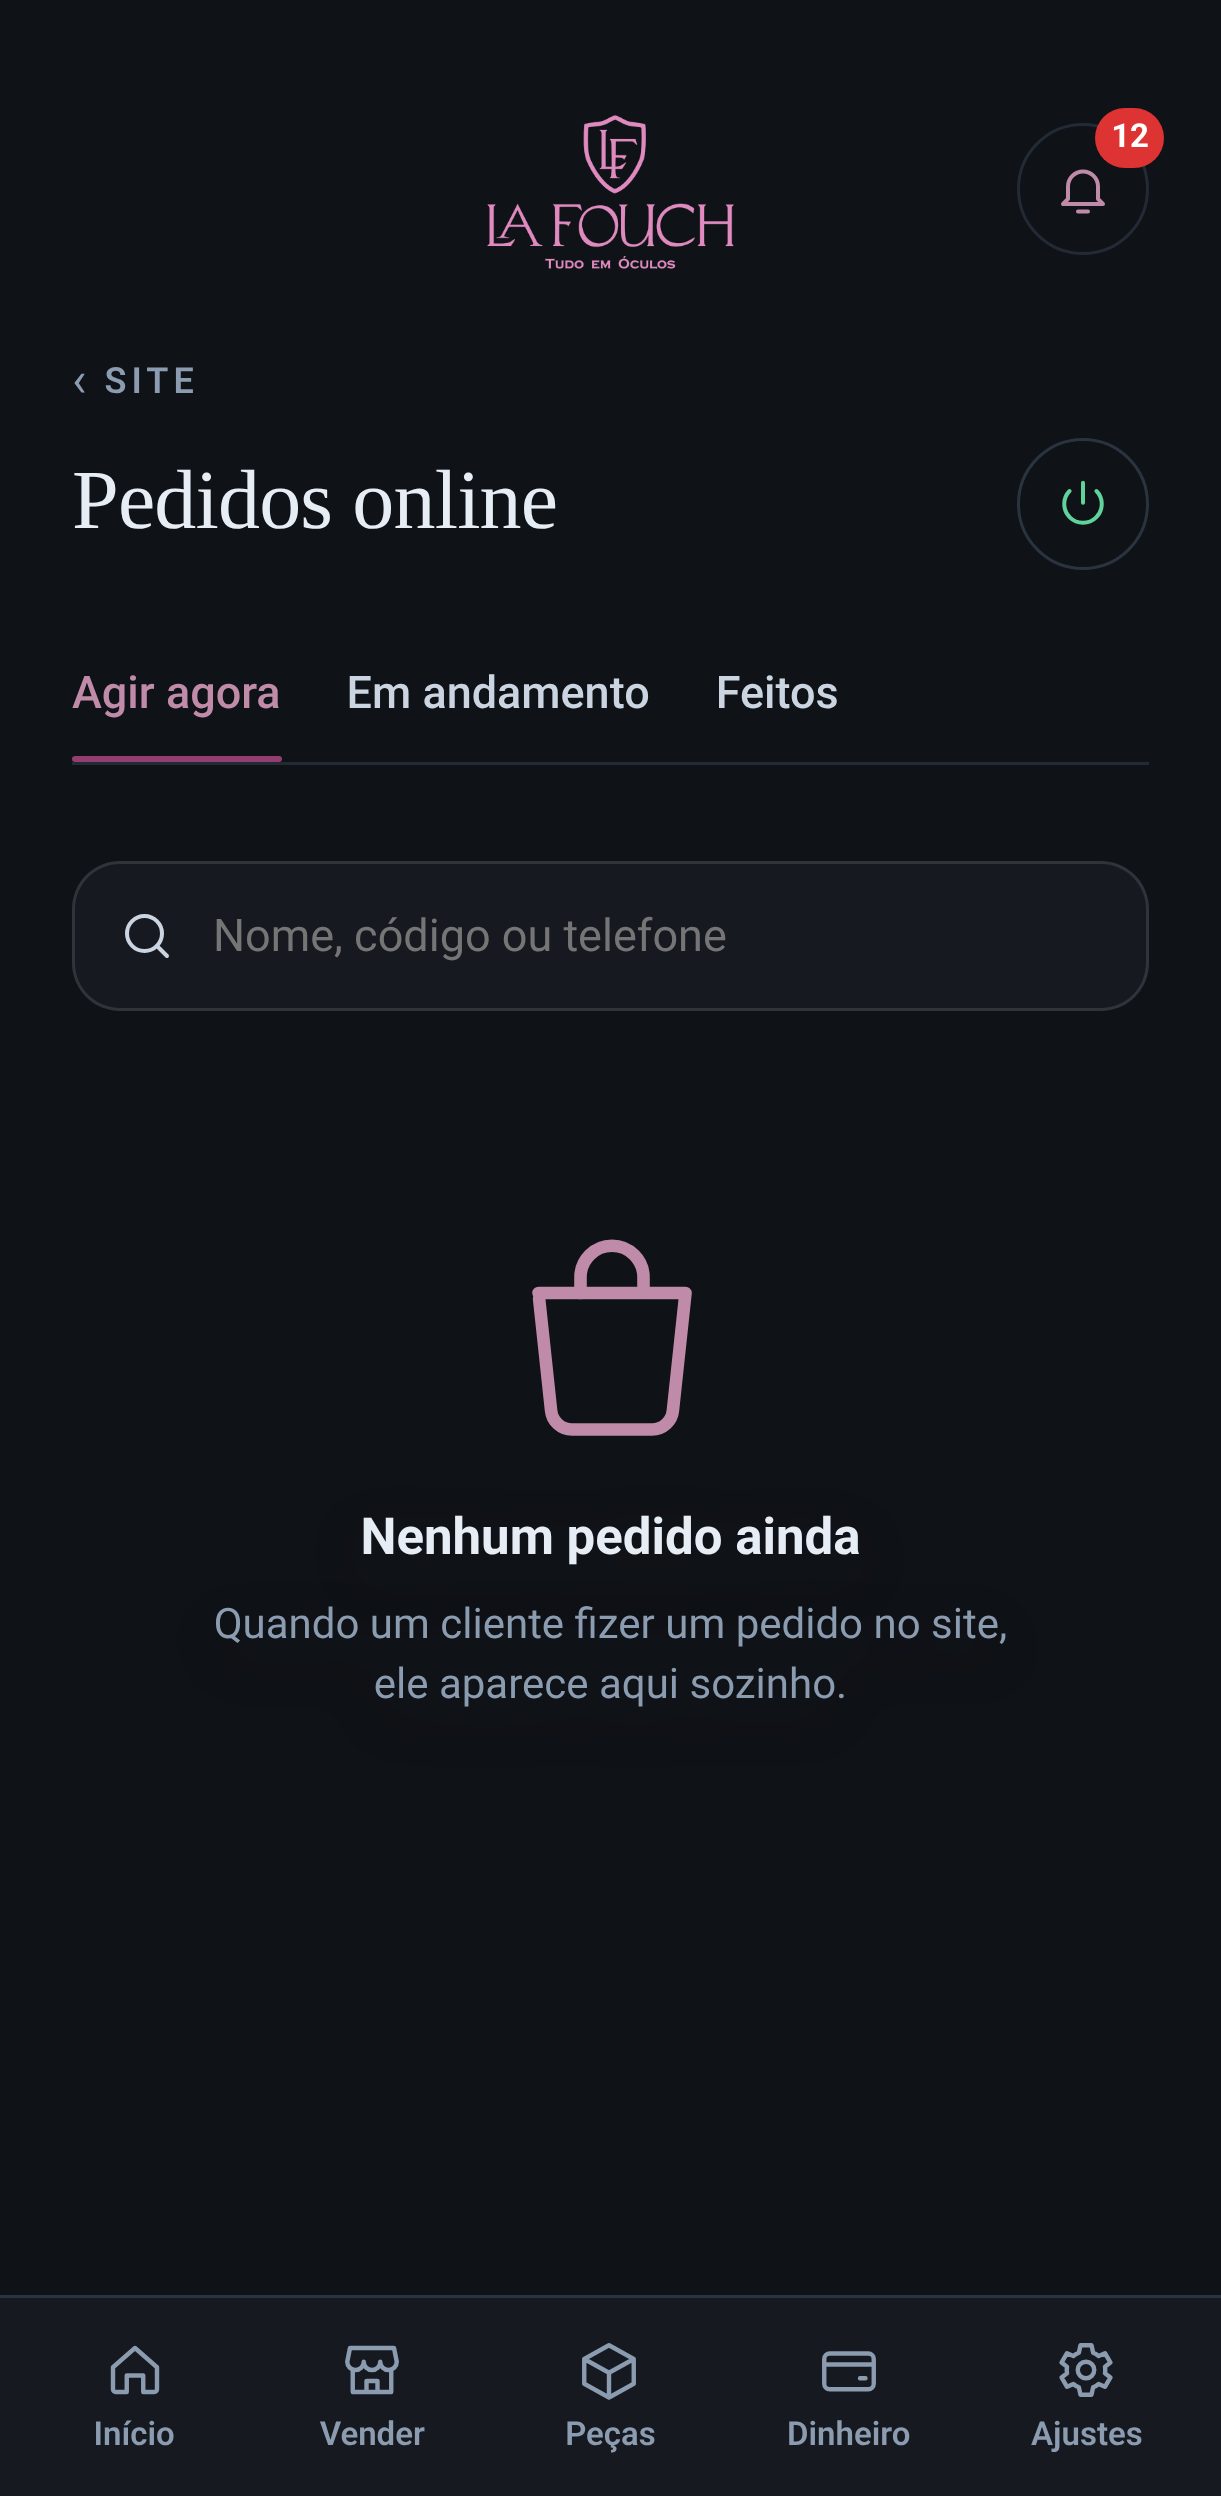 12
LF
LA FOUCH
TUDO EM ÓCULOS
‹ SITE
Pedidos online
Agir agora
Em andamento
Feitos
Nome, código ou telefone
Nenhum pedido ainda
Quando um cliente fizer um pedido no site,
ele aparece aqui sozinho.
Início
Vender
Peças
Dinheiro
Ajustes